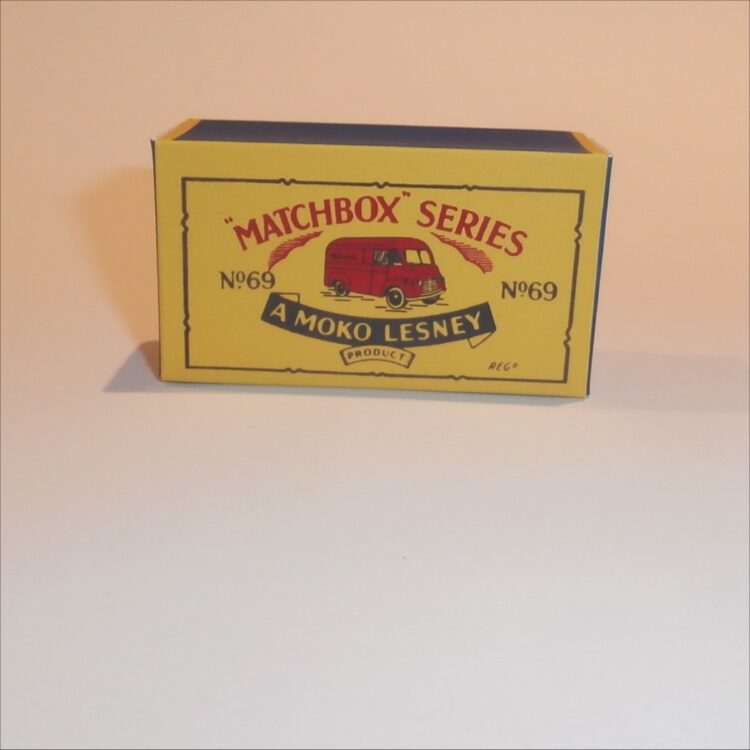 "MATCHBOX" SERIES
Nº69
Nº69
A MOKO LESNEY
PRODUCT
REGD